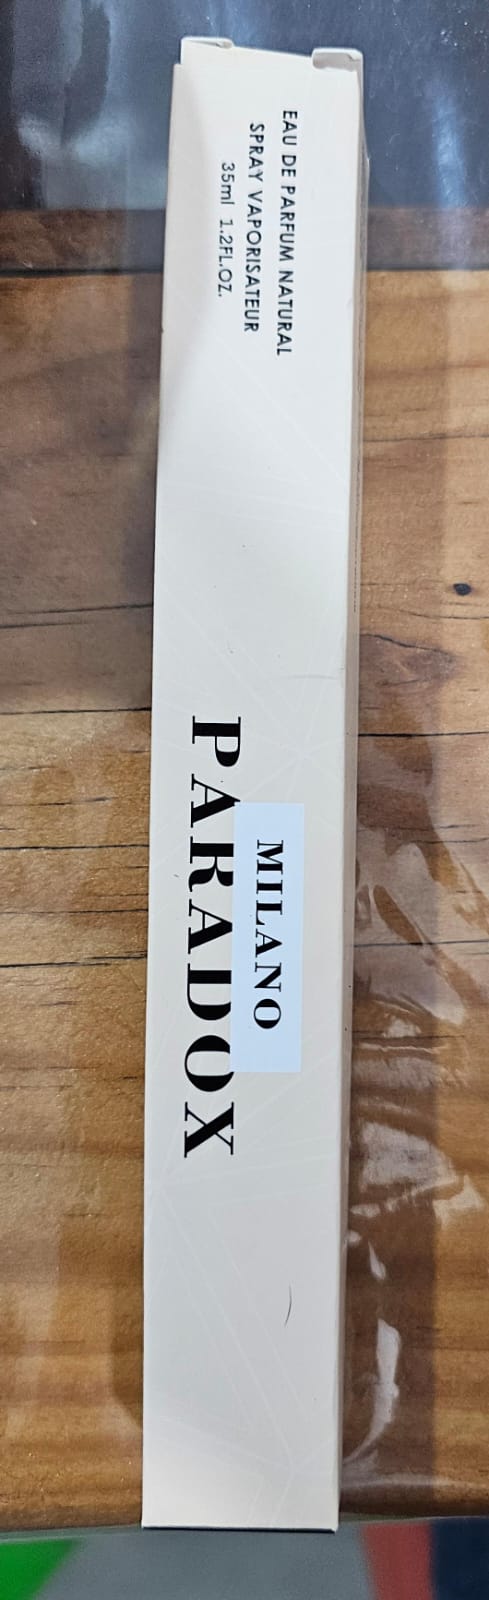 EAU DE PARFUM NATURAL
SPRAY VAPORISATEUR
35ml 1.2FL.OZ.
MILANO
PARADOX